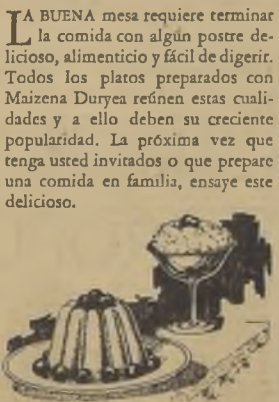 LA BUENA mesa requiere terminar
la comida con algún postre de-
licioso, alimenticio y fácil de digerir.
Todos los platos preparados con
Maizena Duryea reúnen estas cuali-
dades y a ello deben su creciente
popularidad. La próxima vez que
tenga usted invitados o que prepare
una comida en familia, ensaye este
delicioso.